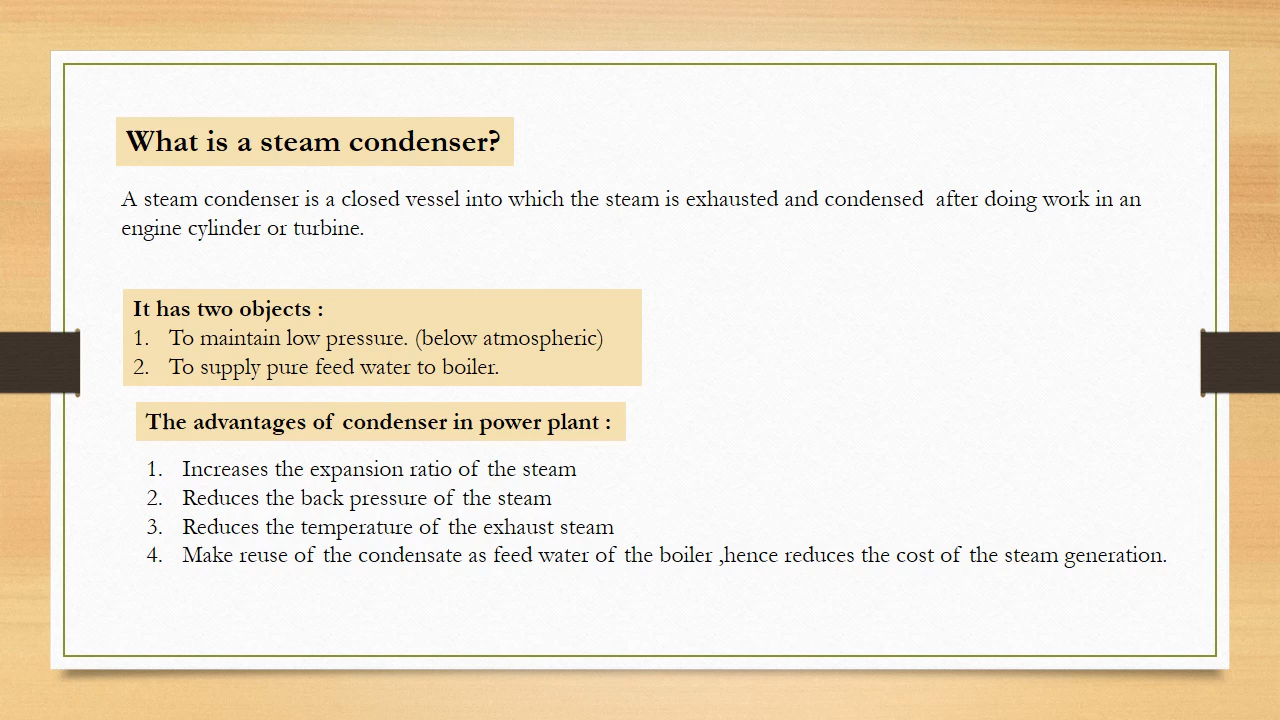 What is a steam condenser?
A steam condenser is a closed vessel into which the steam is exhausted and condensed  after doing work in an
engine cylinder or turbine.
It has two objects :
1. To maintain low pressure. (below atmospheric)
2. To supply pure feed water to boiler.
The advantages of condenser in power plant :
1. Increases the expansion ratio of the steam
2. Reduces the back pressure of the steam
3. Reduces the temperature of the exhaust steam
4. Make reuse of the condensate as feed water of the boiler ,hence reduces the cost of the steam generation.